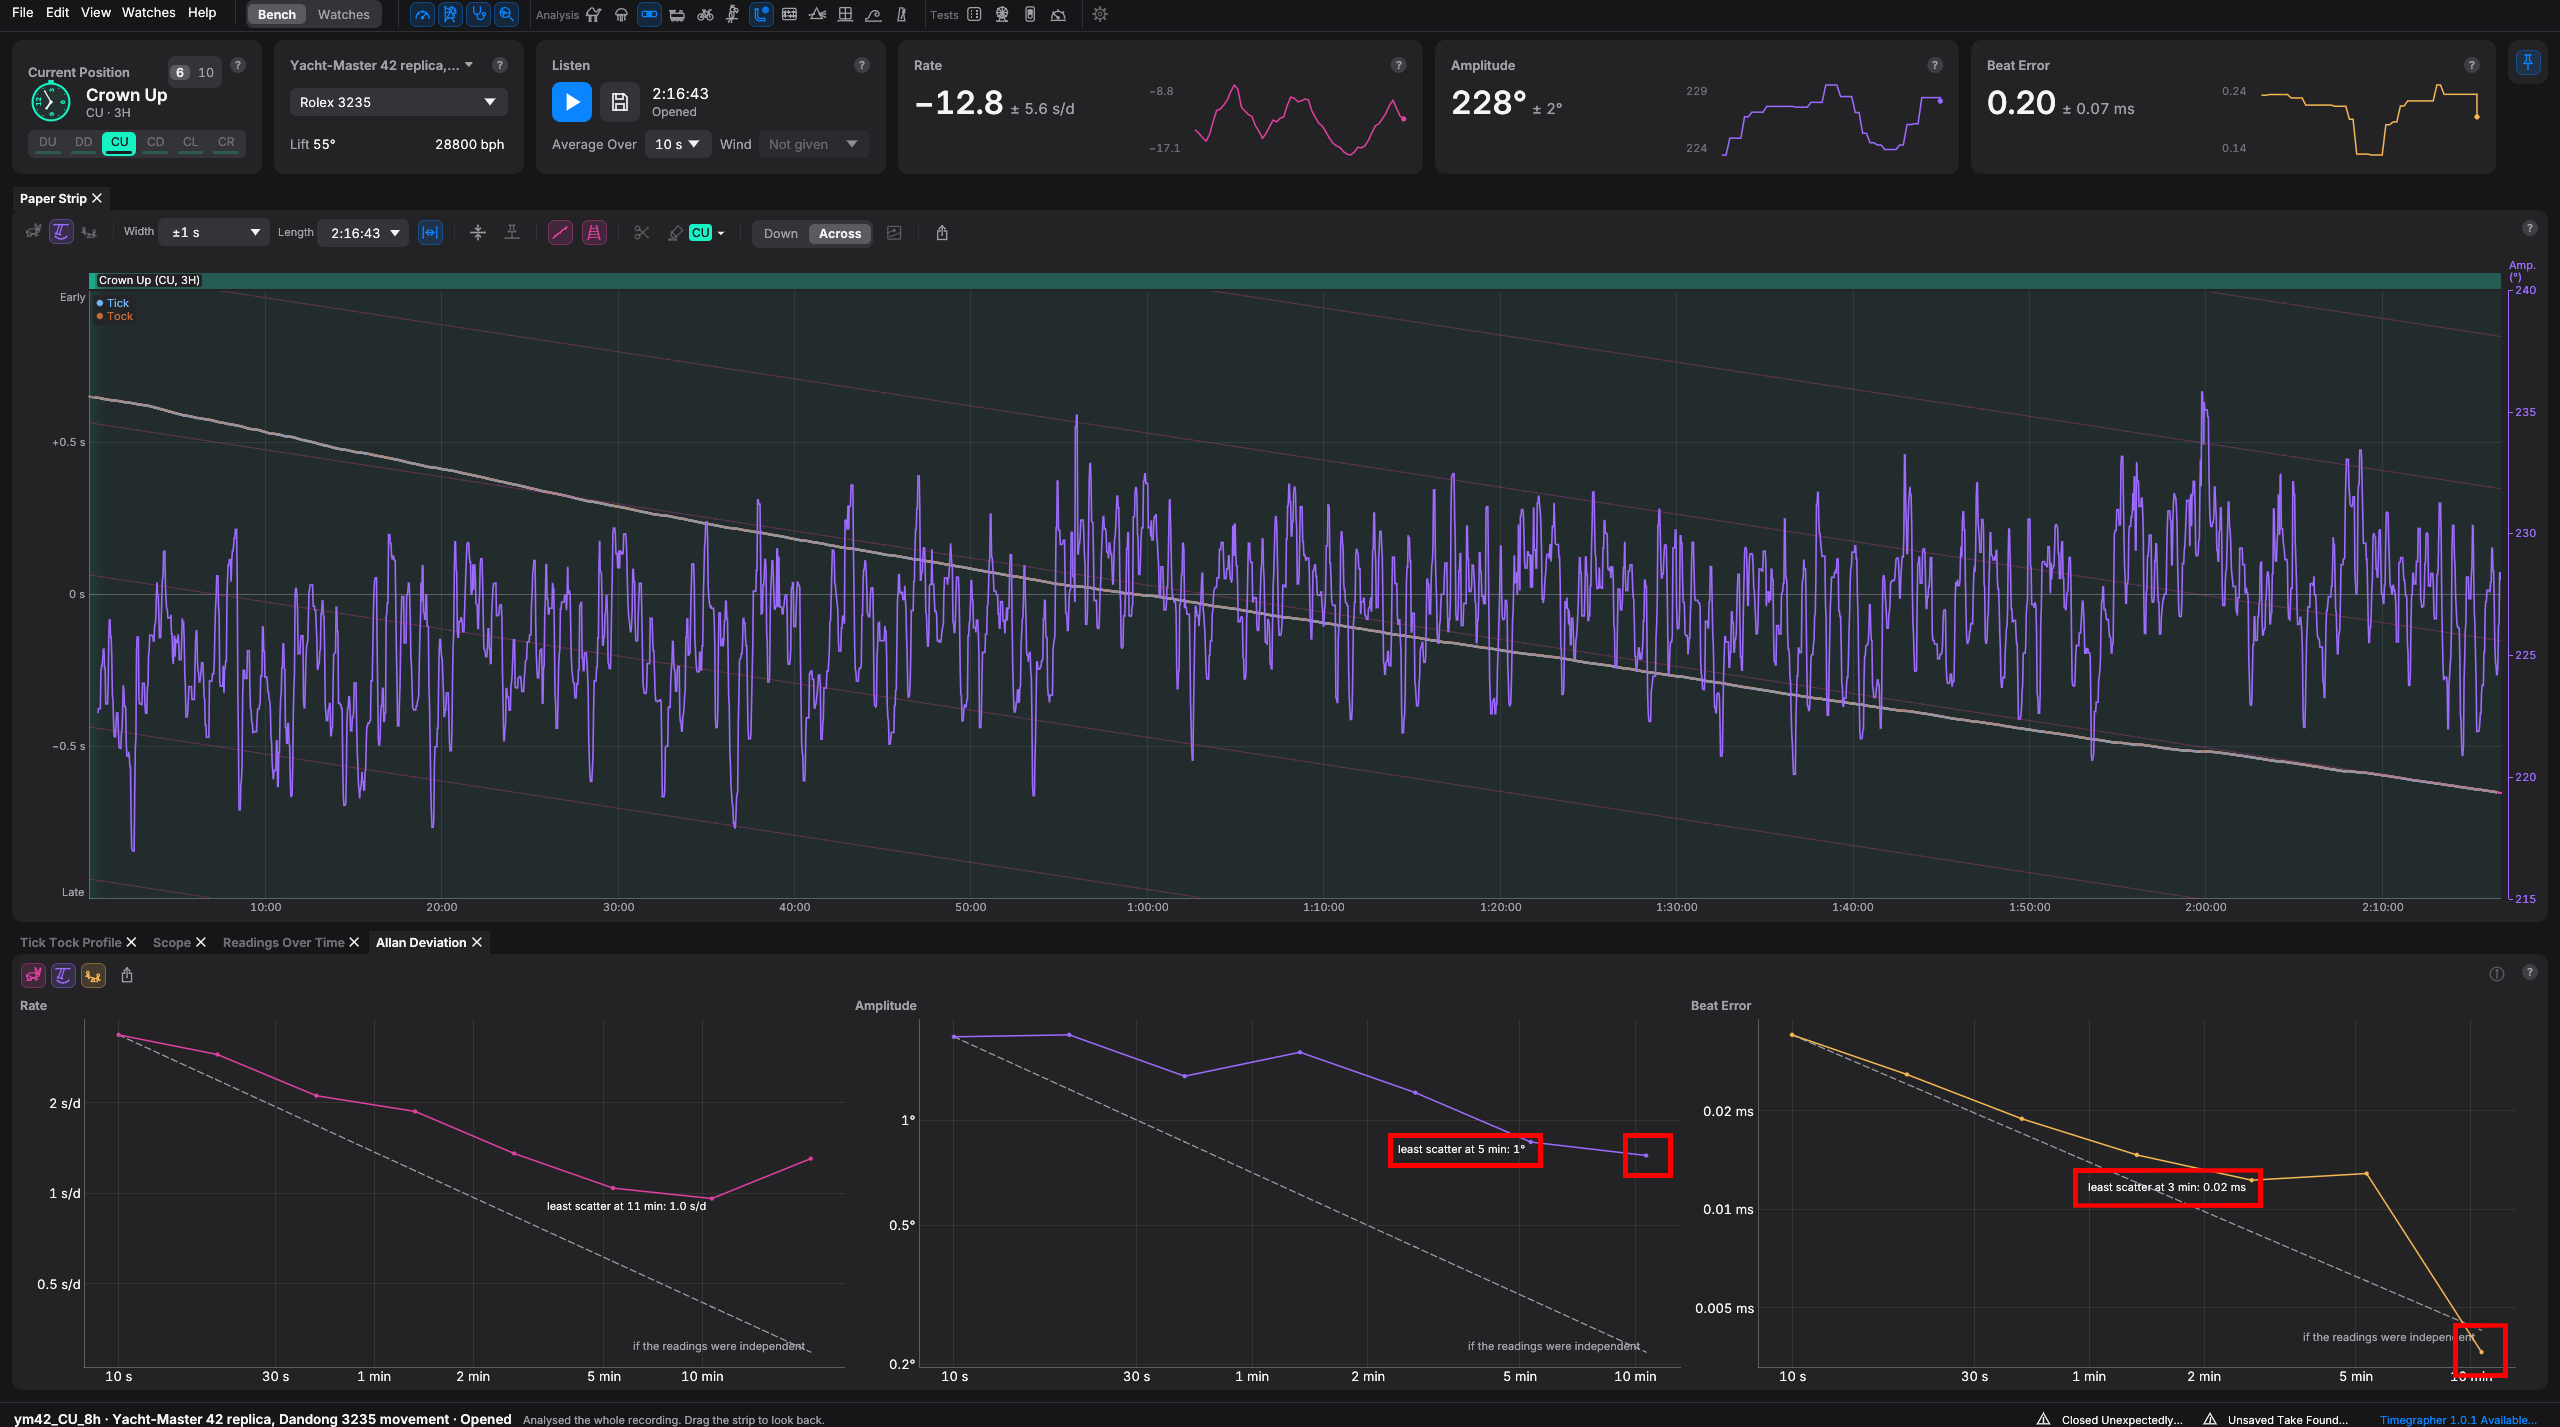 File Edit View Watches Help
Bench Watches
Analysis
Tests
Current Position
6 10
?
Crown Up
CU · 3H
DU DD CU CD CL CR
Yacht-Master 42 replica,...
?
Rolex 3235
Lift 55°
28800 bph
Listen
?
2:16:43
Opened
Average Over 10 s Wind Not given
Rate
?
−12.8 ± 5.6 s/d
−8.8
−17.1
Amplitude
?
228° ± 2°
229
224
Beat Error
?
0.20 ± 0.07 ms
0.24
0.14
Paper Strip
Width ±1 s Length 2:16:43
CU
Down Across
?
Crown Up (CU, 3H)
Tick
Tock
Early
+0.5 s
0 s
−0.5 s
Late
Amp.
(°)
240
235
230
225
220
215
10:00 20:00 30:00 40:00 50:00 1:00:00 1:10:00 1:20:00 1:30:00 1:40:00 1:50:00 2:00:00 2:10:00
Tick Tock Profile Scope Readings Over Time Allan Deviation
?
Rate
2 s/d
1 s/d
0.5 s/d
least scatter at 11 min: 1.0 s/d
if the readings were independent
10 s 30 s 1 min 2 min 5 min 10 min
Amplitude
1°
0.5°
0.2°
least scatter at 5 min: 1°
if the readings were independent
10 s 30 s 1 min 2 min 5 min 10 min
Beat Error
0.02 ms
0.01 ms
0.005 ms
least scatter at 3 min: 0.02 ms
if the readings were independent
10 s 30 s 1 min 2 min 5 min 10 min
ym42_CU_8h · Yacht-Master 42 replica, Dandong 3235 movement · Opened Analysed the whole recording. Drag the strip to look back.
Closed Unexpectedly... Unsaved Take Found... Timegrapher 1.0.1 Available...